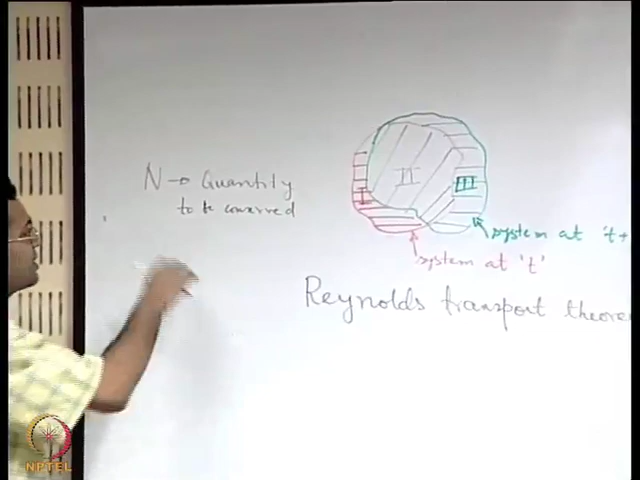 N → Quantity
to be conserved
I
II
III
system at 't+
system at 't'
Reynolds transport theore
NPTEL